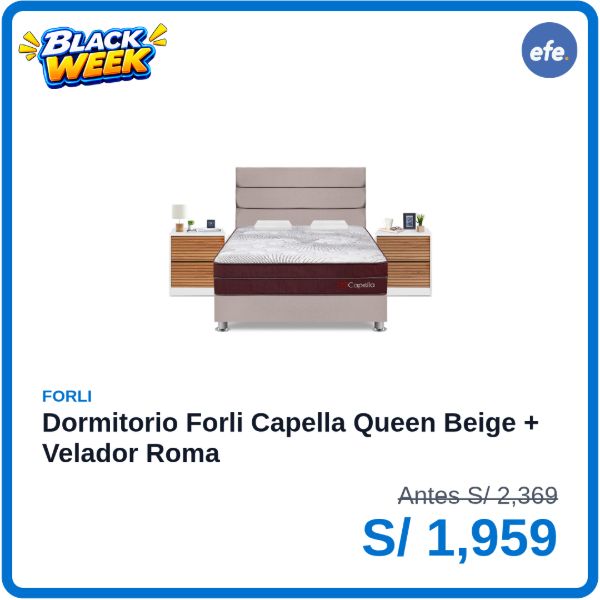 BLACK
WEEK
efe.
Capella
FORLI
Dormitorio Forli Capella Queen Beige +
Velador Roma
Antes S/ 2,369
S/ 1,959